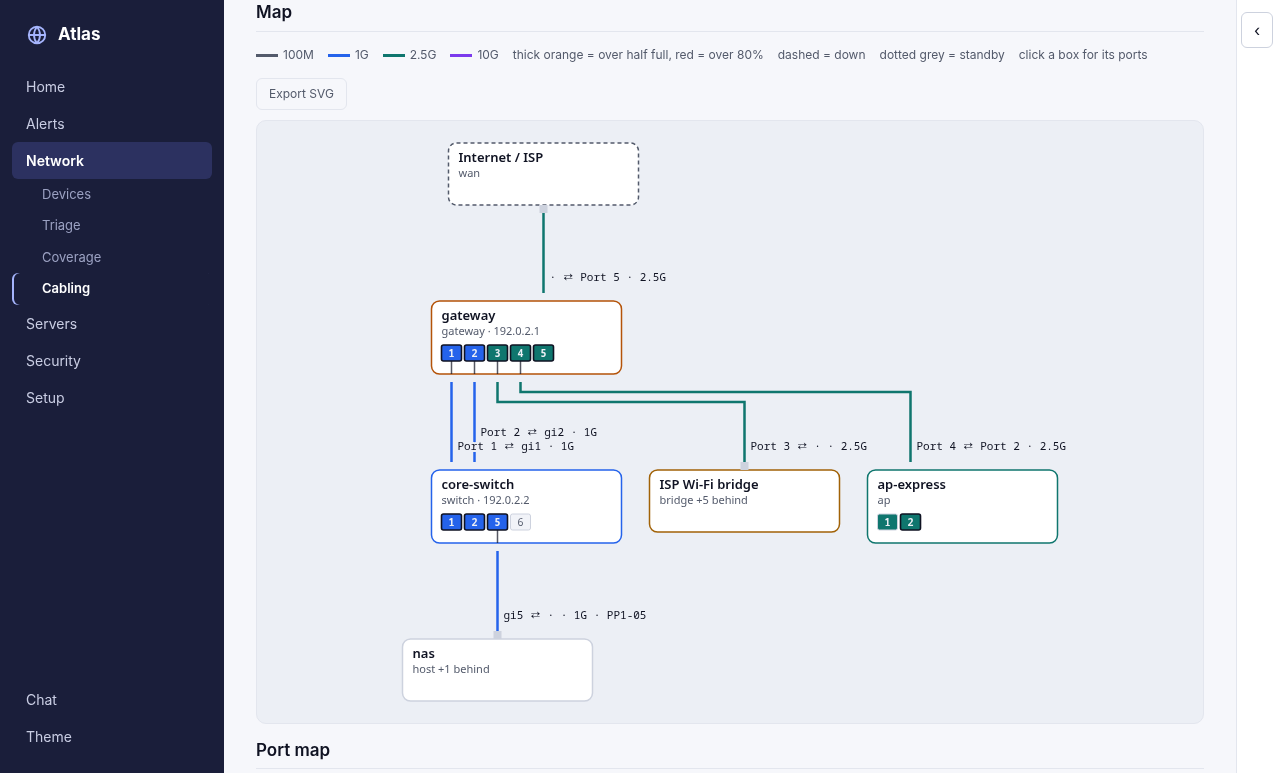 Atlas
Home
Alerts
Network
Devices
Triage
Coverage
Cabling
Servers
Security
Setup
Chat
Theme
Map
100M 1G 2.5G 10G thick orange = over half full, red = over 80% dashed = down dotted grey = standby click a box for its ports
Export SVG
Internet / ISP
wan
· ⇄ Port 5 · 2.5G
gateway
gateway · 192.0.2.1
1 2 3 4 5
Port 2 ⇄ gi2 · 1G
Port 1 ⇄ gi1 · 1G
Port 3 ⇄ · · 2.5G
Port 4 ⇄ Port 2 · 2.5G
core-switch
switch · 192.0.2.2
1 2 5 6
ISP Wi-Fi bridge
bridge +5 behind
ap-express
ap
1 2
gi5 ⇄ · · 1G · PP1-05
nas
host +1 behind
Port map
‹